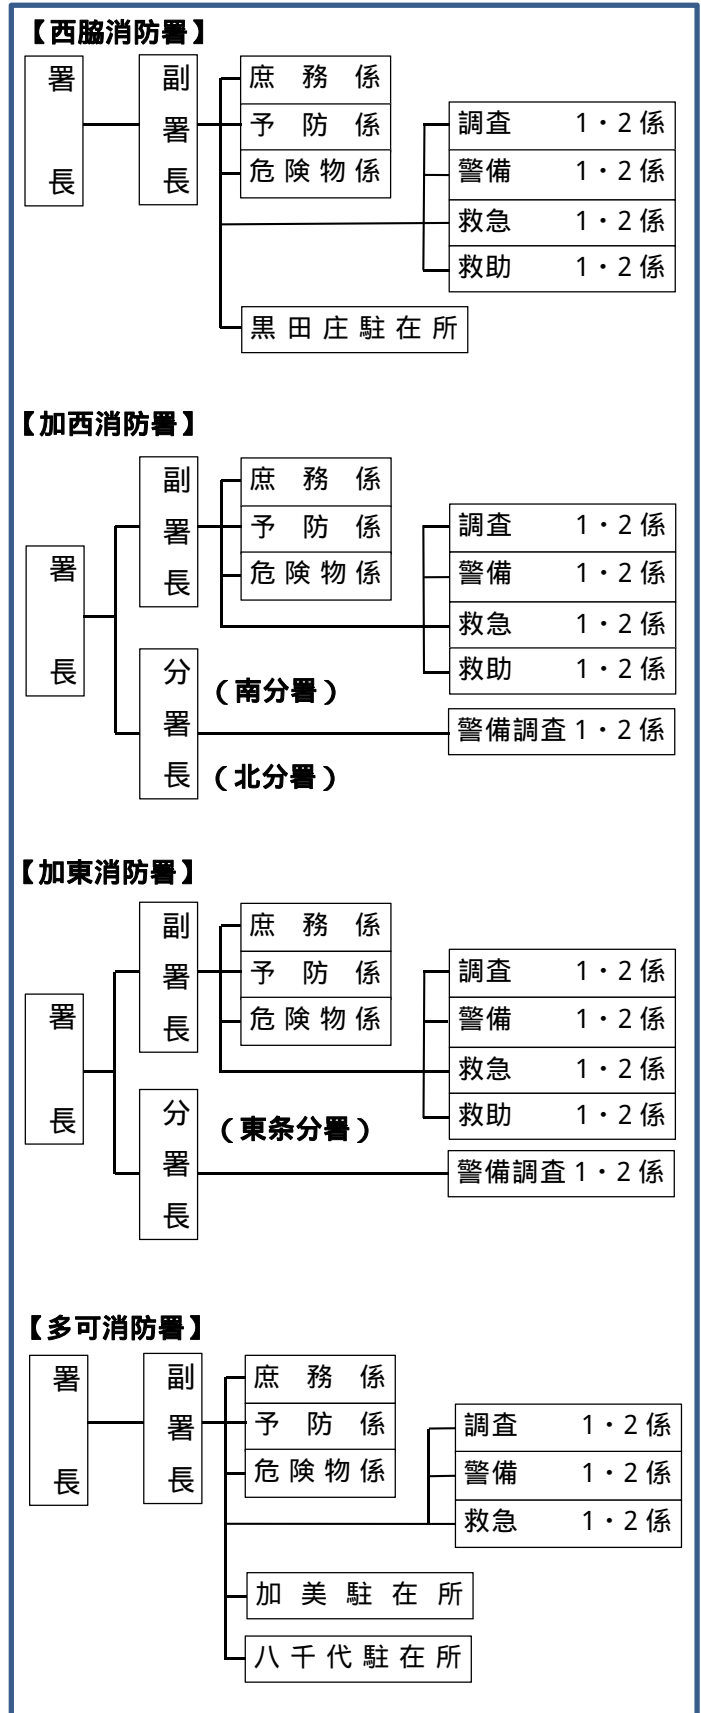 【西脇消防署】
署長
副署長
庶務係
予防係
危険物係
調査 1・2係
警備 1・2係
救急 1・2係
救助 1・2係
黒田庄駐在所
【加西消防署】
署長
副署長
庶務係
予防係
危険物係
調査 1・2係
警備 1・2係
救急 1・2係
救助 1・2係
分署長
（南分署）
（北分署）
警備調査1・2係
【加東消防署】
署長
副署長
庶務係
予防係
危険物係
調査 1・2係
警備 1・2係
救急 1・2係
救助 1・2係
分署長
（東条分署）
警備調査1・2係
【多可消防署】
署長
副署長
庶務係
予防係
危険物係
調査 1・2係
警備 1・2係
救急 1・2係
加美駐在所
八千代駐在所